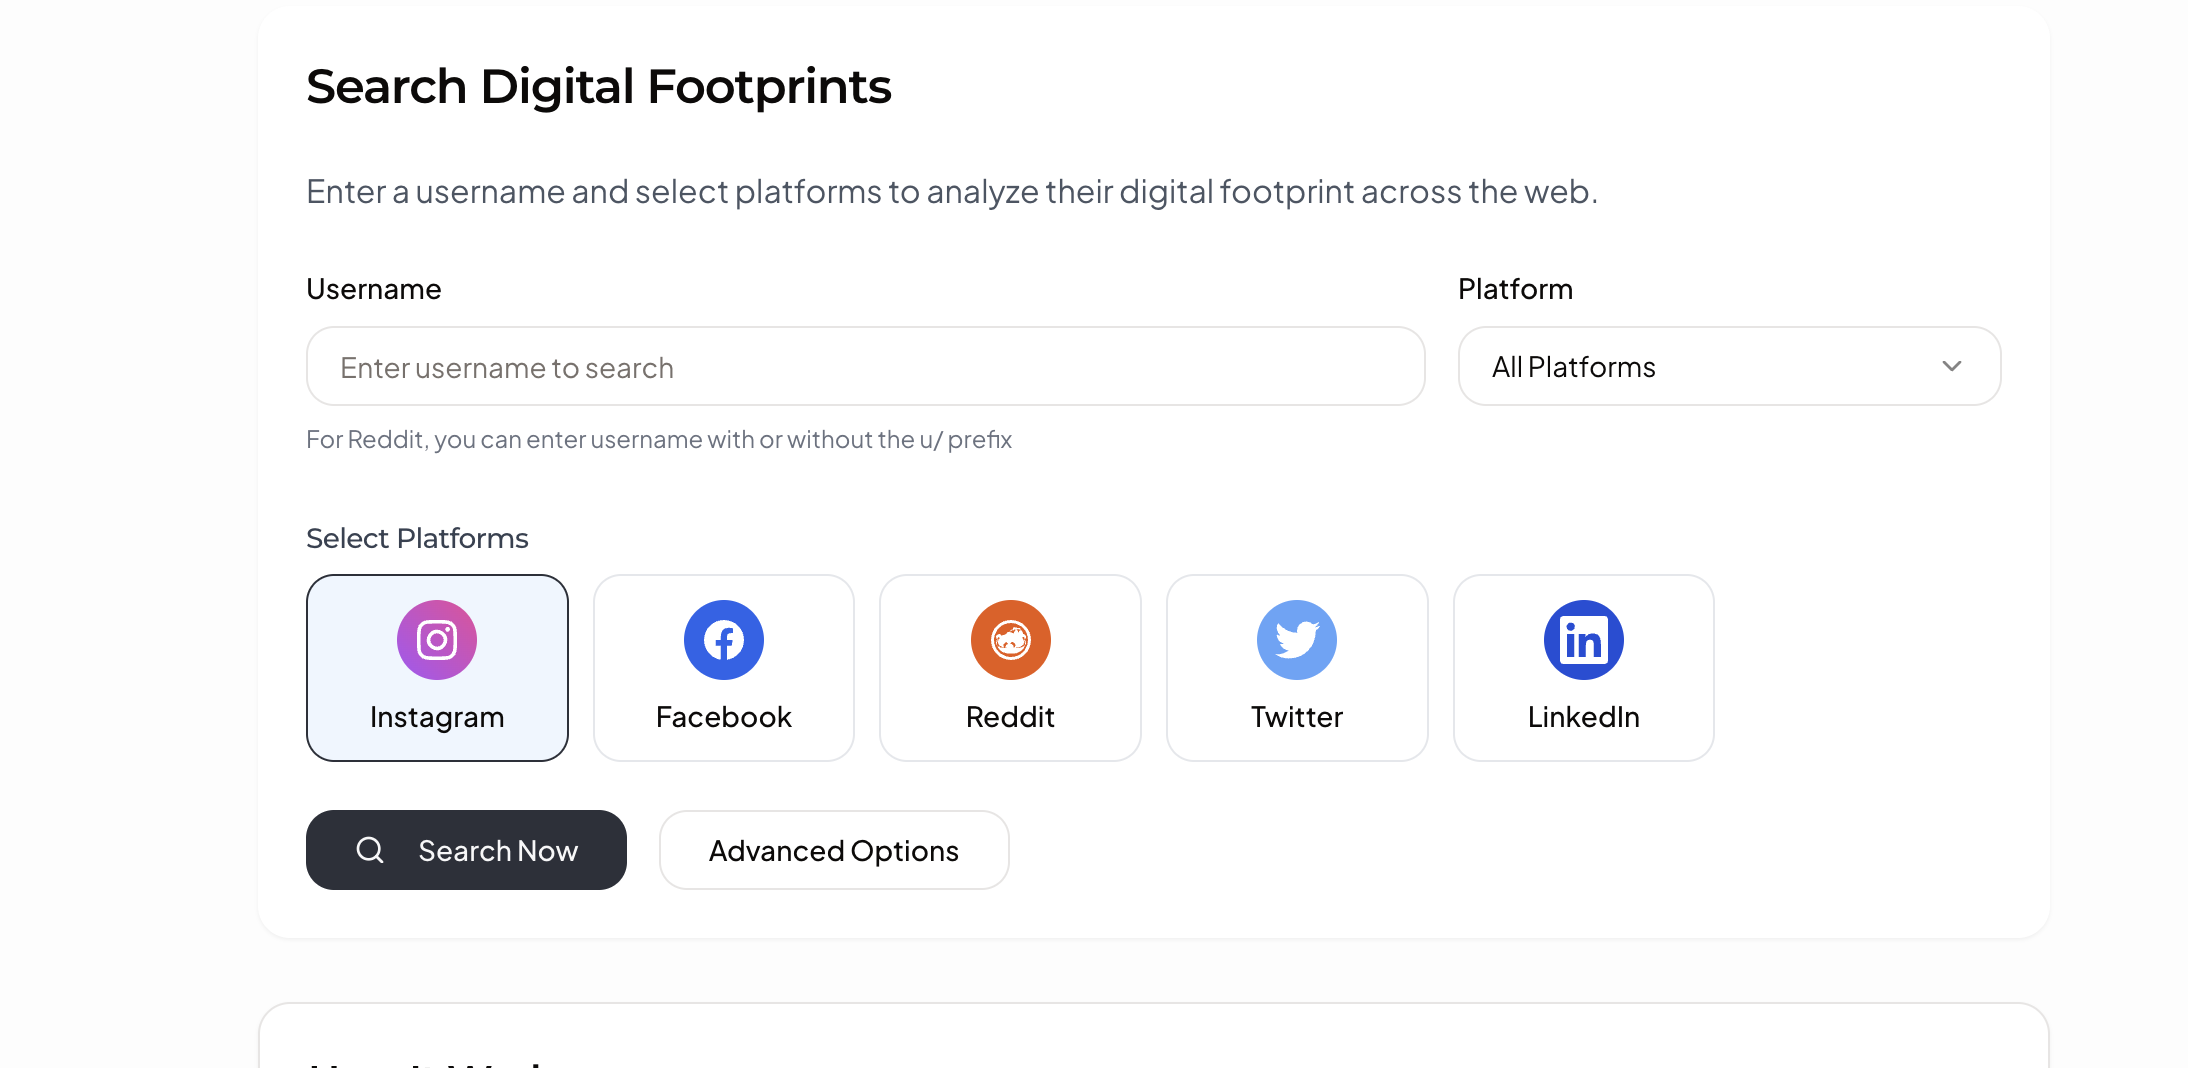 Search Digital Footprints
Enter a username and select platforms to analyze their digital footprint across the web.
Username
Platform
Enter username to search
All Platforms
For Reddit, you can enter username with or without the u/ prefix
Select Platforms
Instagram
Facebook
Reddit
Twitter
LinkedIn
Search Now
Advanced Options